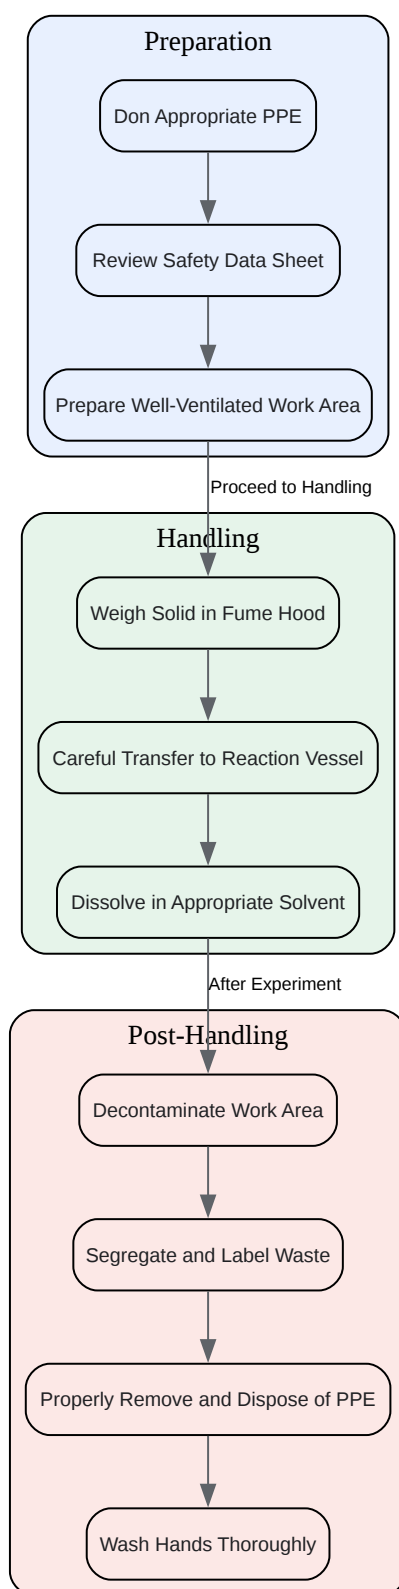 Preparation
Don Appropriate PPE
Review Safety Data Sheet
Prepare Well-Ventilated Work Area
Proceed to Handling
Handling
Weigh Solid in Fume Hood
Careful Transfer to Reaction Vessel
Dissolve in Appropriate Solvent
After Experiment
Post-Handling
Decontaminate Work Area
Segregate and Label Waste
Properly Remove and Dispose of PPE
Wash Hands Thoroughly